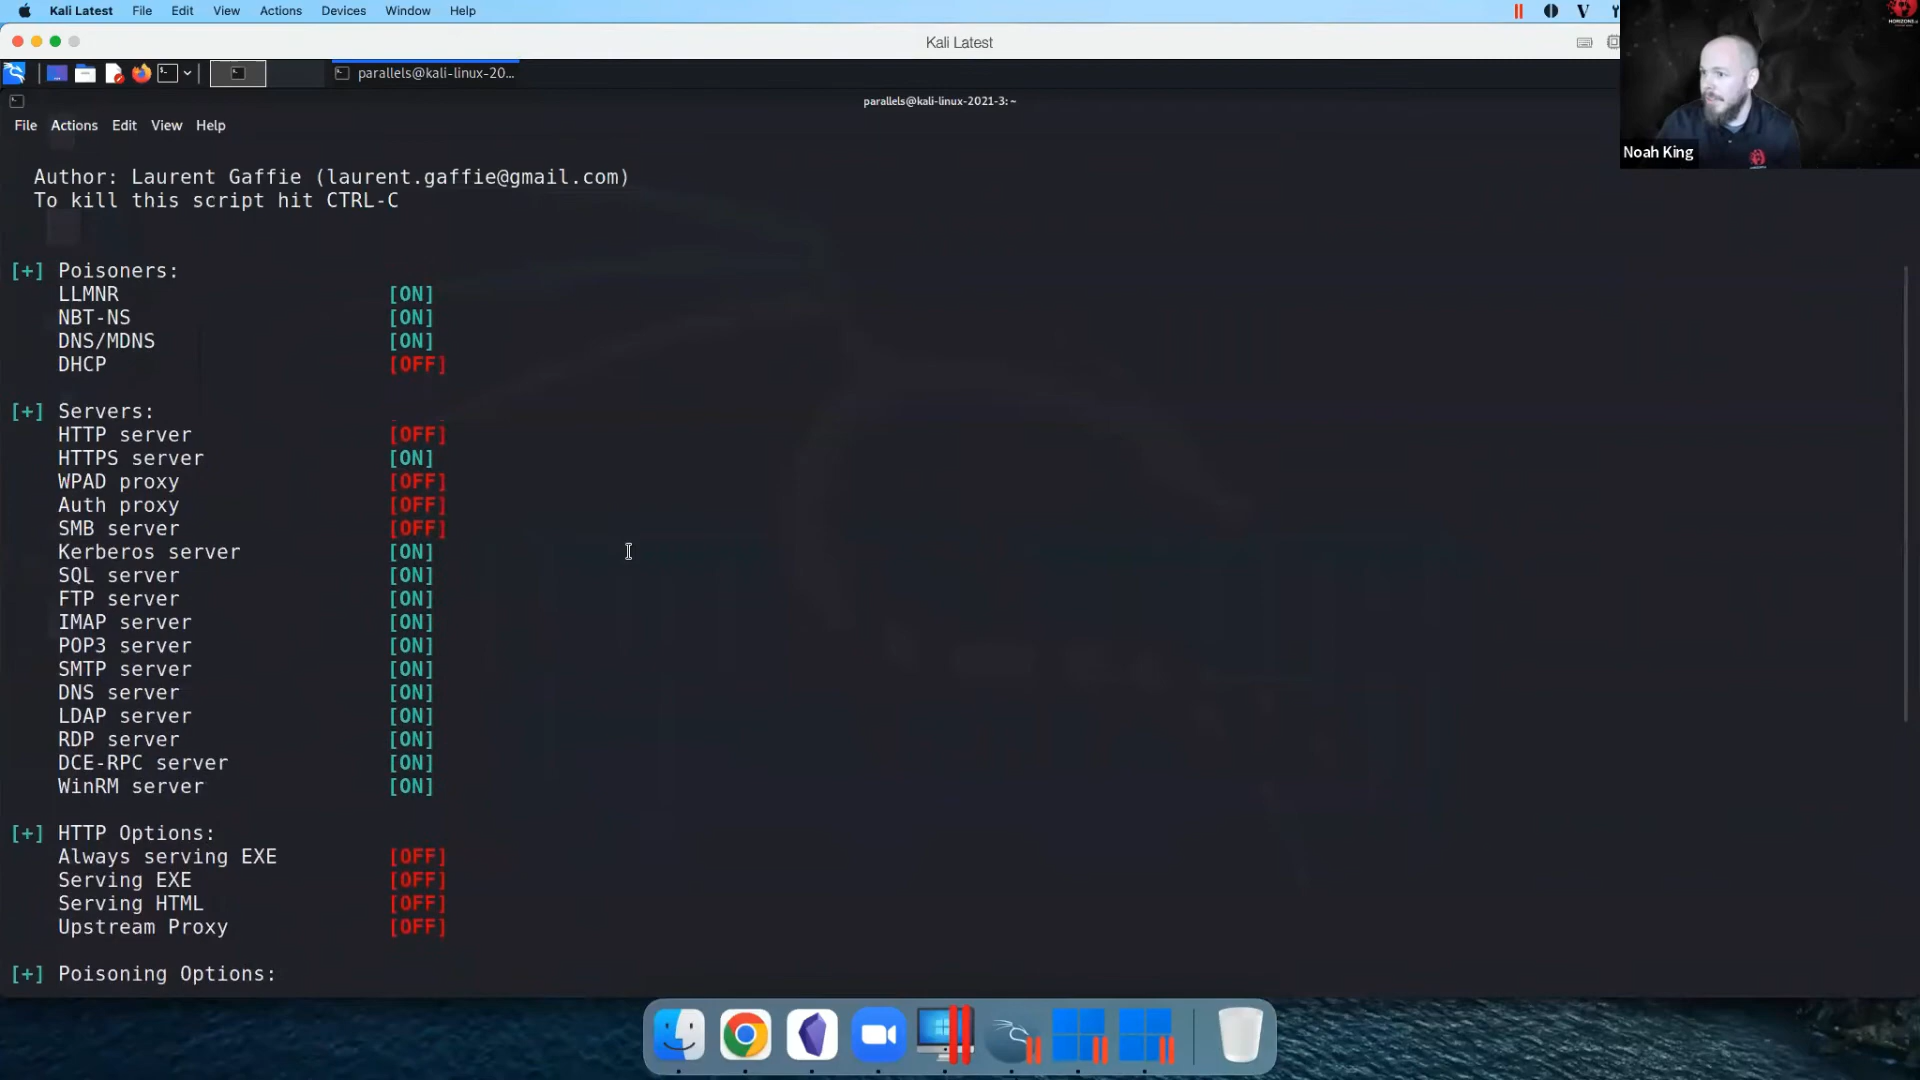 Kali Latest File Edit View Actions Devices Window Help
Kali Latest
parallels@kali-linux-20...
parallels@kali-linux-2021-3: ~
File Actions Edit View Help
Noah King
Author: Laurent Gaffie (laurent.gaffie@gmail.com)
To kill this script hit CTRL-C
[+] Poisoners:
LLMNR [ON]
NBT-NS [ON]
DNS/MDNS [ON]
DHCP [OFF]
[+] Servers:
HTTP server [OFF]
HTTPS server [ON]
WPAD proxy [OFF]
Auth proxy [OFF]
SMB server [OFF]
Kerberos server [ON]
SQL server [ON]
FTP server [ON]
IMAP server [ON]
POP3 server [ON]
SMTP server [ON]
DNS server [ON]
LDAP server [ON]
RDP server [ON]
DCE-RPC server [ON]
WinRM server [ON]
[+] HTTP Options:
Always serving EXE [OFF]
Serving EXE [OFF]
Serving HTML [OFF]
Upstream Proxy [OFF]
[+] Poisoning Options: